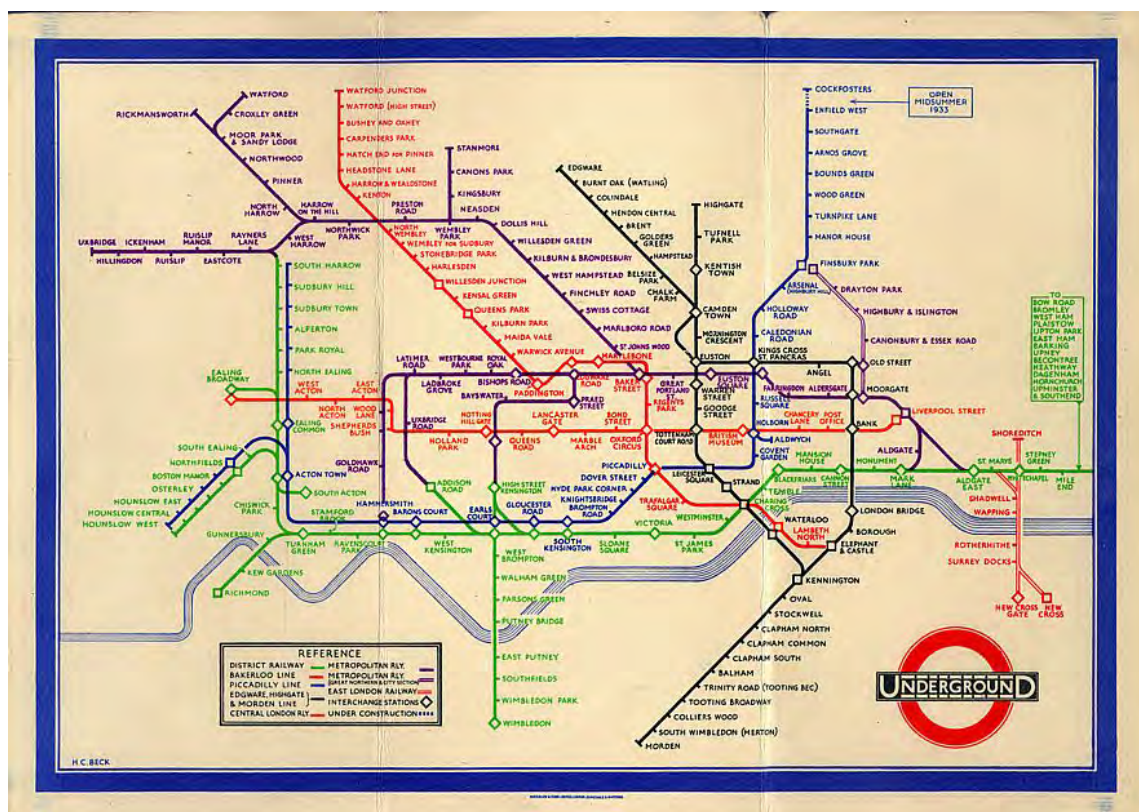 WATFORD
CROXLEY GREEN
RICKMANSWORTH
MOOR PARK
& SANDY LODGE
NORTHWOOD
PINNER
NORTH
HARROW
HARROW
ON THE HILL
NORTHWICK
PARK
PRESTON
ROAD
WEMBLEY
PARK
STANMORE
CANONS PARK
KINGSBURY
NEASDEN
DOLLIS HILL
WILLESDEN GREEN
KILBURN & BRONDESBURY
WEST HAMPSTEAD
FINCHLEY ROAD
SWISS COTTAGE
MARLBORO ROAD
ST JOHNS WOOD
UXBRIDGE
ICKENHAM
RUISLIP
MANOR
RAYNERS
LANE
WEST
HARROW
HILLINGDON
RUISLIP
EASTCOTE
WATFORD JUNCTION
WATFORD (HIGH STREET)
BUSHEY AND OXHEY
CARPENDERS PARK
HATCH END FOR PINNER
HEADSTONE LANE
HARROW & WEALDSTONE
KENTON
NORTH
WEMBLEY
WEMBLEY FOR SUDBURY
STONEBRIDGE PARK
HARLESDEN
WILLESDEN JUNCTION
KENSAL GREEN
QUEENS PARK
KILBURN PARK
MAIDA VALE
WARWICK AVENUE
PADDINGTON
EDGWARE ROAD
MARYLEBONE
BAKER
STREET
REGENTS
PARK
EDGWARE
BURNT OAK (WATLING)
COLINDALE
HENDON CENTRAL
BRENT
GOLDERS
GREEN
HAMPSTEAD
BELSIZE
PARK
CHALK
FARM
HIGHGATE
TUFNELL
PARK
KENTISH
TOWN
CAMDEN
TOWN
MORNINGTON
CRESCENT
EUSTON
WARREN
STREET
GOODGE
STREET
TOTTENHAM
COURT ROAD
LEICESTER
SQUARE
STRAND
CHARING
CROSS
WATERLOO
LAMBETH
NORTH
ELEPHANT
& CASTLE
KENNINGTON
OVAL
STOCKWELL
CLAPHAM NORTH
CLAPHAM COMMON
CLAPHAM SOUTH
BALHAM
TRINITY ROAD (TOOTING BEC)
TOOTING BROADWAY
COLLIERS WOOD
SOUTH WIMBLEDON (MERTON)
MORDEN
COCKFOSTERS
OPEN
MIDSUMMER
1933
ENFIELD WEST
SOUTHGATE
ARNOS GROVE
BOUNDS GREEN
WOOD GREEN
TURNPIKE LANE
MANOR HOUSE
FINSBURY PARK
ARSENAL
(HIGHBURY HILL)
HOLLOWAY
ROAD
CALEDONIAN
ROAD
KINGS CROSS
ST. PANCRAS
RUSSELL
SQUARE
HOLBORN
ALDWYCH
COVENT
GARDEN
DRAYTON PARK
HIGHBURY & ISLINGTON
CANONBURY & ESSEX ROAD
OLD STREET
MOORGATE
ANGEL
BANK
LONDON BRIDGE
BOROUGH
SOUTH HARROW
SUDBURY HILL
SUDBURY TOWN
ALPERTON
PARK ROYAL
NORTH EALING
EALING
COMMON
ACTON TOWN
SOUTH EALING
NORTHFIELDS
BOSTON MANOR
OSTERLEY
HOUNSLOW EAST
HOUNSLOW CENTRAL
HOUNSLOW WEST
EALING
BROADWAY
WEST
ACTON
EAST
ACTON
NORTH
ACTON
WOOD
LANE
SHEPHERDS
BUSH
HOLLAND
PARK
NOTTING
HILL GATE
QUEENS
ROAD
LANCASTER
GATE
MARBLE
ARCH
BOND
STREET
OXFORD
CIRCUS
BRITISH
MUSEUM
CHANCERY
LANE
POST
OFFICE
LIVERPOOL STREET
LATIMER
ROAD
LADBROKE
GROVE
WESTBOURNE
PARK
ROYAL
OAK
BISHOPS ROAD
BAYSWATER
PRAED
STREET
GREAT
PORTLAND
ST.
EUSTON
SQUARE
FARRINGDON
ALDERSGATE
ALDGATE
UXBRIDGE
ROAD
GOLDHAWK
ROAD
HAMMERSMITH
ADDISON
ROAD
HIGH STREET
KENSINGTON
PICCADILLY
DOVER STREET
HYDE PARK CORNER
KNIGHTSBRIDGE
BROMPTON
ROAD
GLOUCESTER
ROAD
EARLS
COURT
BARONS COURT
TRAFALGAR
SQUARE
SOUTH ACTON
CHISWICK
PARK
STAMFORD
BROOK
GUNNERSBURY
TURNHAM
GREEN
RAVENSCOURT
PARK
WEST
KENSINGTON
KEW GARDENS
RICHMOND
WEST
BROMPTON
WALHAM GREEN
PARSONS GREEN
PUTNEY BRIDGE
EAST PUTNEY
SOUTHFIELDS
WIMBLEDON PARK
WIMBLEDON
SOUTH
KENSINGTON
SLOANE
SQUARE
VICTORIA
ST. JAMES
PARK
WESTMINSTER
TEMPLE
BLACKFRIARS
MANSION
HOUSE
CANNON
STREET
MONUMENT
MARK
LANE
ALDGATE
EAST
ST MARYS
STEPNEY
GREEN
MILE
END
TO
BOW ROAD
BROMLEY
WEST HAM
PLAISTOW
UPTON PARK
EAST HAM
BARKING
UPNEY
BECONTREE
HEATHWAY
DAGENHAM
HORNCHURCH
UPMINSTER
& SOUTHEND
SHOREDITCH
SHADWELL
WAPPING
ROTHERHITHE
SURREY DOCKS
NEW CROSS
GATE
NEW
CROSS
REFERENCE
DISTRICT RAILWAY
BAKERLOO LINE
PICCADILLY LINE
EDGWARE, HIGHGATE
& MORDEN LINE
CENTRAL LONDON RLY.
METROPOLITAN RLY.
METROPOLITAN RLY.
(GREAT NORTHERN & CITY SECTION)
EAST LONDON RAILWAY
INTERCHANGE STATIONS
UNDER CONSTRUCTION
UNDERGROUND
H.C. BECK